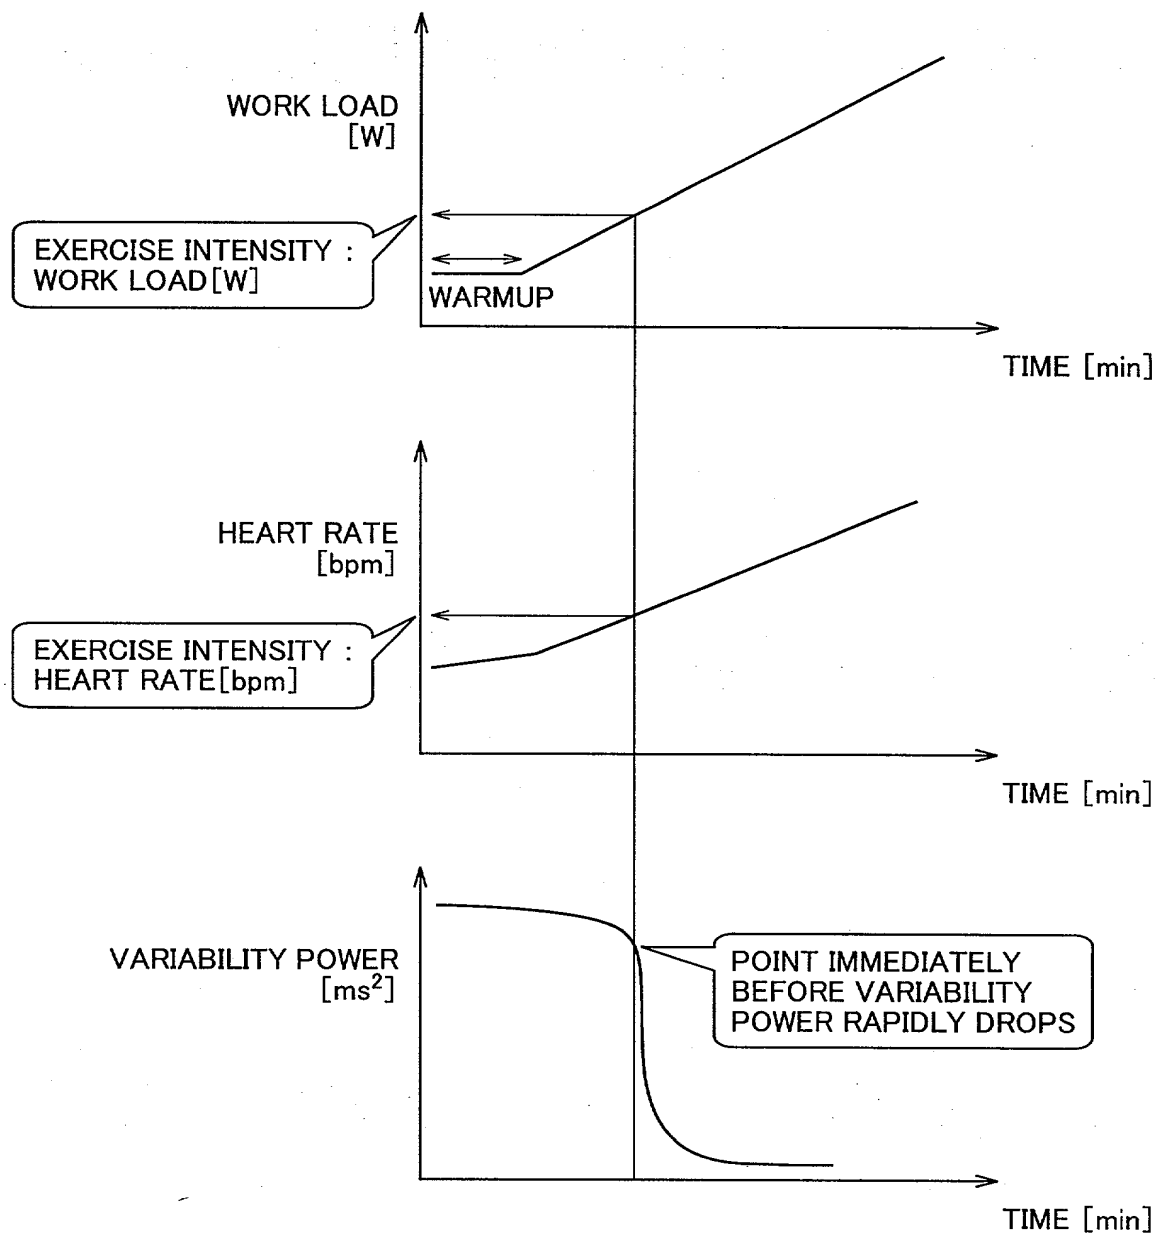 WORK LOAD
[W]
EXERCISE INTENSITY :
WORK LOAD[W]
WARMUP
TIME [min]
HEART RATE
[bpm]
EXERCISE INTENSITY :
HEART RATE[bpm]
TIME [min]
VARIABILITY POWER
[ms²]
POINT IMMEDIATELY
BEFORE VARIABILITY
POWER RAPIDLY DROPS
TIME [min]